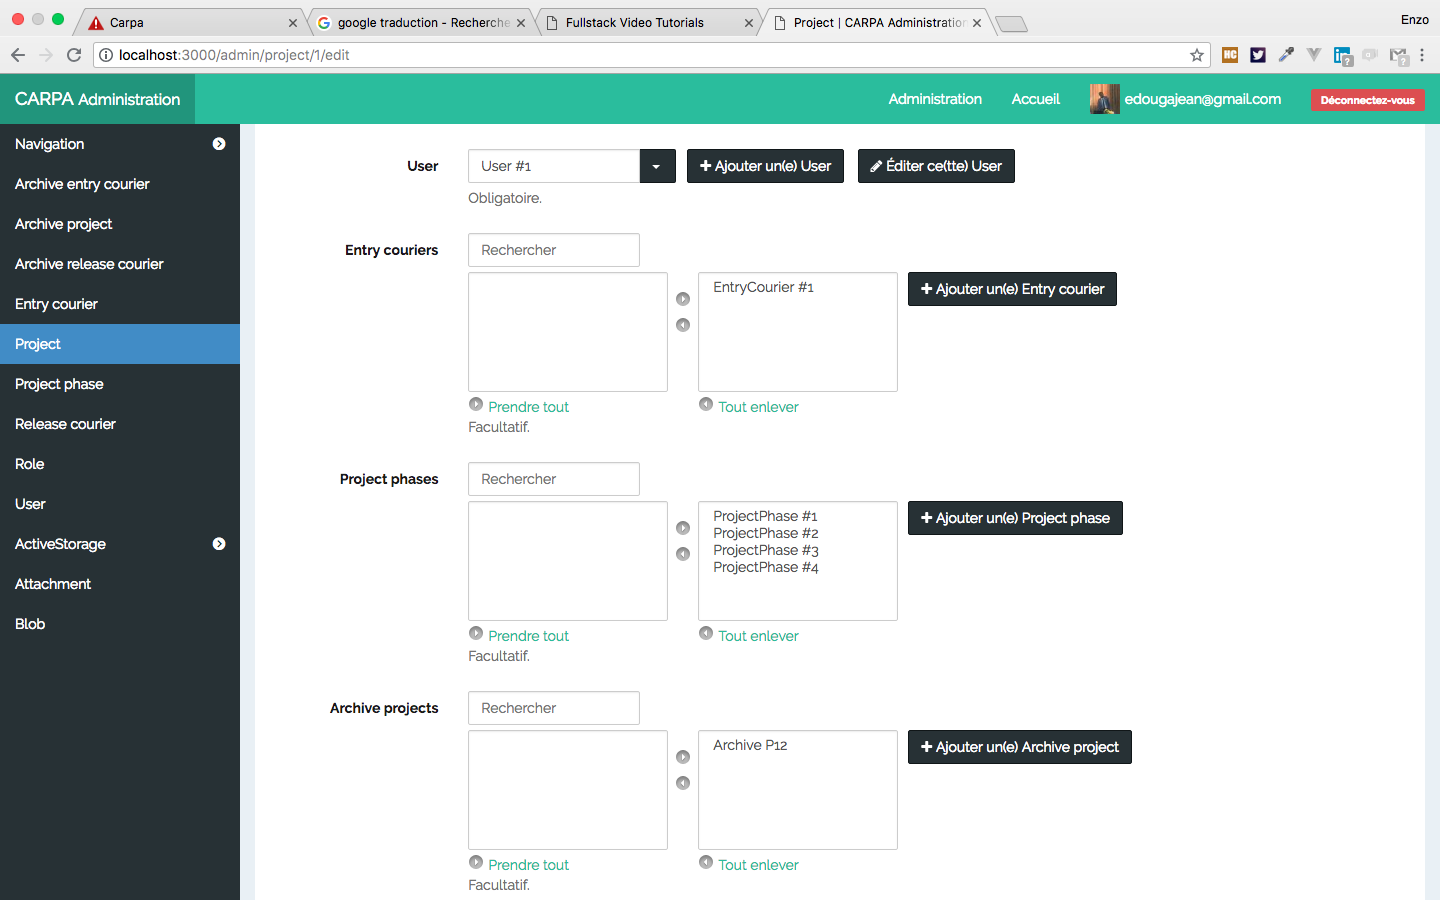 Carpa
google traduction - Recherche
Fullstack Video Tutorials
Project | CARPA Administration
Enzo
localhost:3000/admin/project/1/edit
HC
CARPA Administration
Administration
Accueil
edougajean@gmail.com
Déconnectez-vous
Navigation
Archive entry courier
Archive project
Archive release courier
Entry courier
Project
Project phase
Release courier
Role
User
ActiveStorage
Attachment
Blob
User
User #1
Ajouter un(e) User
Éditer ce(tte) User
Obligatoire.
Entry couriers
Rechercher
EntryCourier #1
Ajouter un(e) Entry courier
Prendre tout
Tout enlever
Facultatif.
Project phases
Rechercher
ProjectPhase #1
ProjectPhase #2
ProjectPhase #3
ProjectPhase #4
Ajouter un(e) Project phase
Prendre tout
Tout enlever
Facultatif.
Archive projects
Rechercher
Archive P12
Ajouter un(e) Archive project
Prendre tout
Tout enlever
Facultatif.